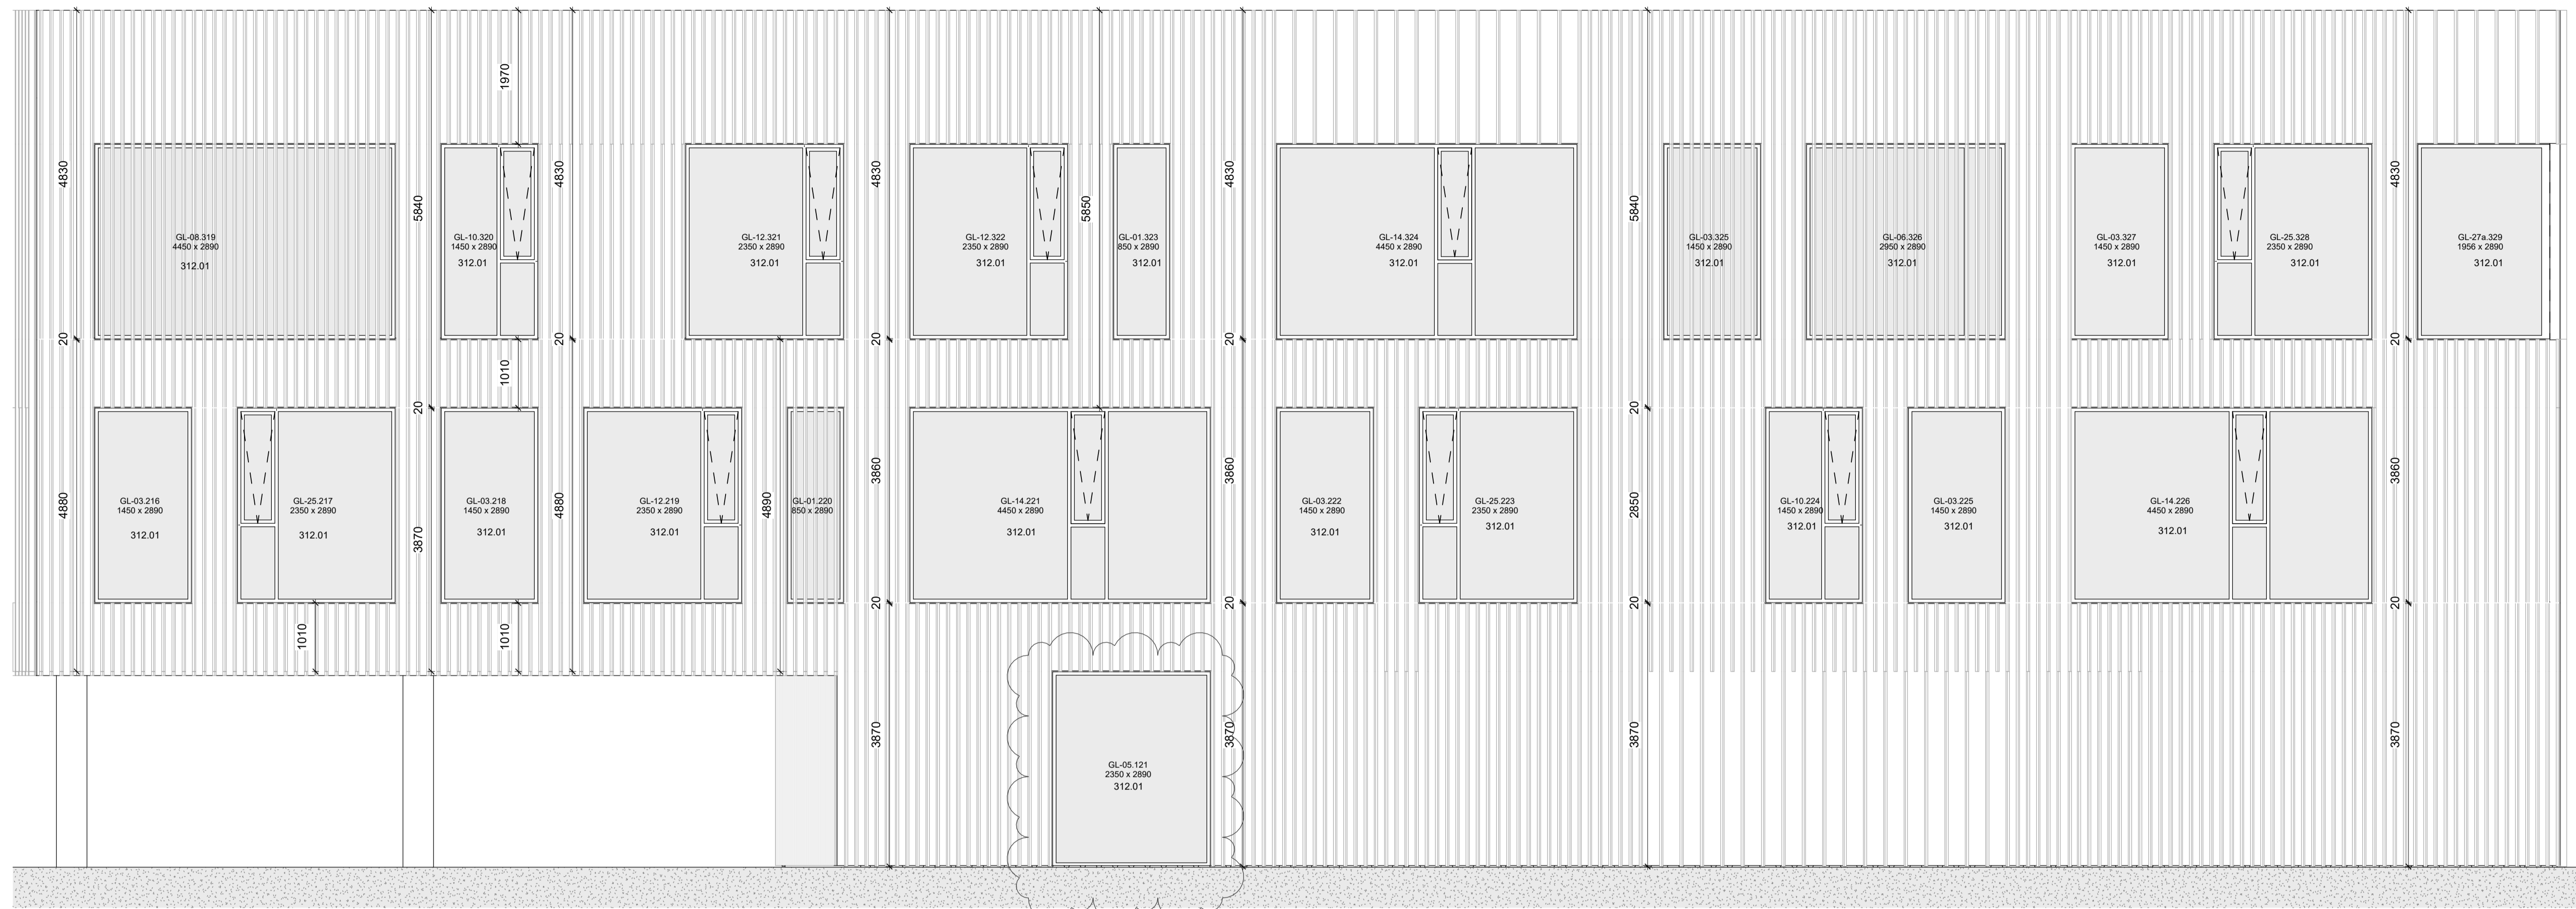 1970
4830
5840
4830
4830
5850
4830
5840
4830
GL-08.319
4450 x 2890
312.01
GL-10.320
1450 x 2890
312.01
GL-12.321
2350 x 2890
312.01
GL-12.322
2350 x 2890
312.01
GL-01.323
850 x 2890
312.01
GL-14.324
4450 x 2890
312.01
GL-03.325
1450 x 2890
312.01
GL-06.326
2950 x 2890
312.01
GL-03.327
1450 x 2890
312.01
GL-25.328
2350 x 2890
312.01
GL-27a.329
1956 x 2890
312.01
20
20
20
20
20
1010
20
20
4880
3870
4880
4890
3860
3860
2850
3860
GL-03.216
1450 x 2890
312.01
GL-25.217
2350 x 2890
312.01
GL-03.218
1450 x 2890
312.01
GL-12.219
2350 x 2890
312.01
GL-01.220
850 x 2890
312.01
GL-14.221
4450 x 2890
312.01
GL-03.222
1450 x 2890
312.01
GL-25.223
2350 x 2890
312.01
GL-10.224
1450 x 2890
312.01
GL-03.225
1450 x 2890
312.01
GL-14.226
4450 x 2890
312.01
20
20
20
20
1010
1010
3870
3870
3870
3870
GL-05.121
2350 x 2890
312.01